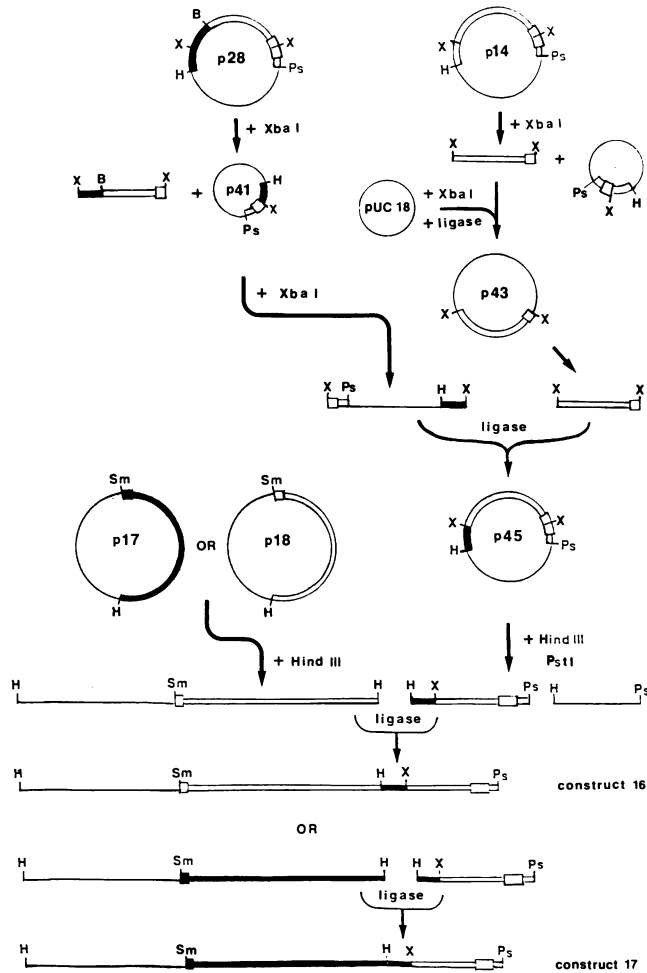 B
X
p28
X
H
Ps
X
p14
X
H
Ps
+ Xba I
+ Xba I
X
B
X
+
p41
H
X
Ps
X
X
+
Ps
X
H
pUC 18
+ XbaI
+ ligase
p43
X
X
+ Xba I
X
Ps
H
X
X
X
ligase
Sm
p17
H
OR
Sm
p18
H
X
p45
X
H
Ps
+ Hind III
+ Hind III
PstI
H
Sm
H
H
X
Ps
H
Ps
ligase
H
Sm
H
X
Ps
construct 16
OR
H
Sm
H
H
X
Ps
ligase
H
Sm
H
X
Ps
construct 17